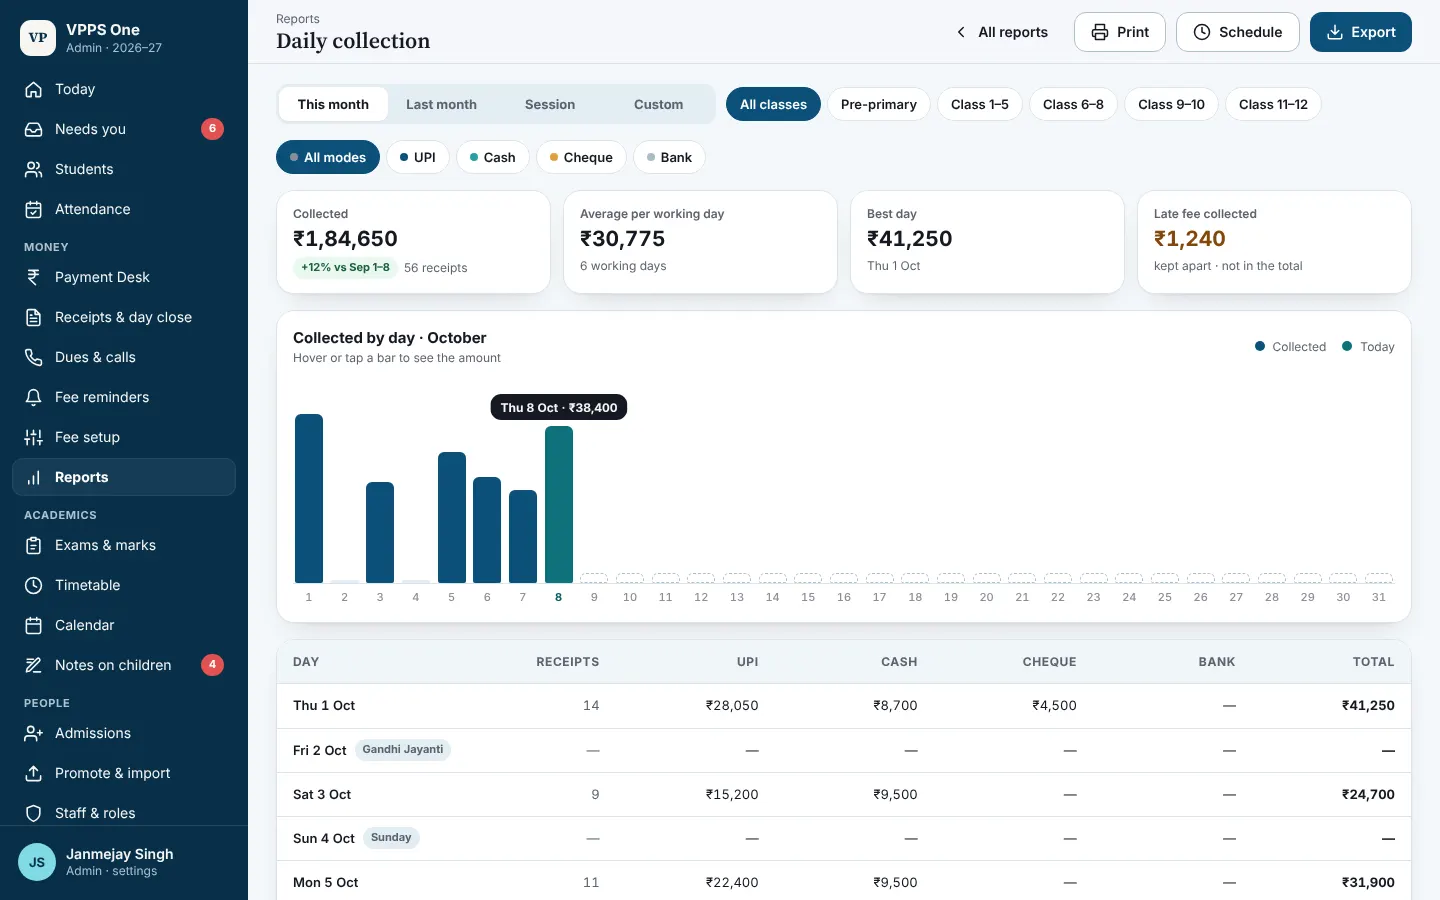 VP
VPPS One
Admin · 2026–27
Today
Needs you 6
Students
Attendance
MONEY
Payment Desk
Receipts & day close
Dues & calls
Fee reminders
Fee setup
Reports
ACADEMICS
Exams & marks
Timetable
Calendar
Notes on children 4
PEOPLE
Admissions
Promote & import
Staff & roles
JS
Janmejay Singh
Admin · settings
Reports
Daily collection
All reports Print Schedule Export
This month Last month Session Custom All classes Pre-primary Class 1–5 Class 6–8 Class 9–10 Class 11–12
All modes UPI Cash Cheque Bank
Collected
₹1,84,650
+12% vs Sep 1–8 56 receipts
Average per working day
₹30,775
6 working days
Best day
₹41,250
Thu 1 Oct
Late fee collected
₹1,240
kept apart · not in the total
Collected by day · October
Hover or tap a bar to see the amount
Collected Today
Thu 8 Oct · ₹38,400
1 2 3 4 5 6 7 8 9 10 11 12 13 14 15 16 17 18 19 20 21 22 23 24 25 26 27 28 29 30 31
DAY RECEIPTS UPI CASH CHEQUE BANK TOTAL
Thu 1 Oct 14 ₹28,050 ₹8,700 ₹4,500 — ₹41,250
Fri 2 Oct Gandhi Jayanti — — — — — —
Sat 3 Oct 9 ₹15,200 ₹9,500 — — ₹24,700
Sun 4 Oct Sunday — — — — — —
Mon 5 Oct 11 ₹22,400 ₹9,500 — — ₹31,900